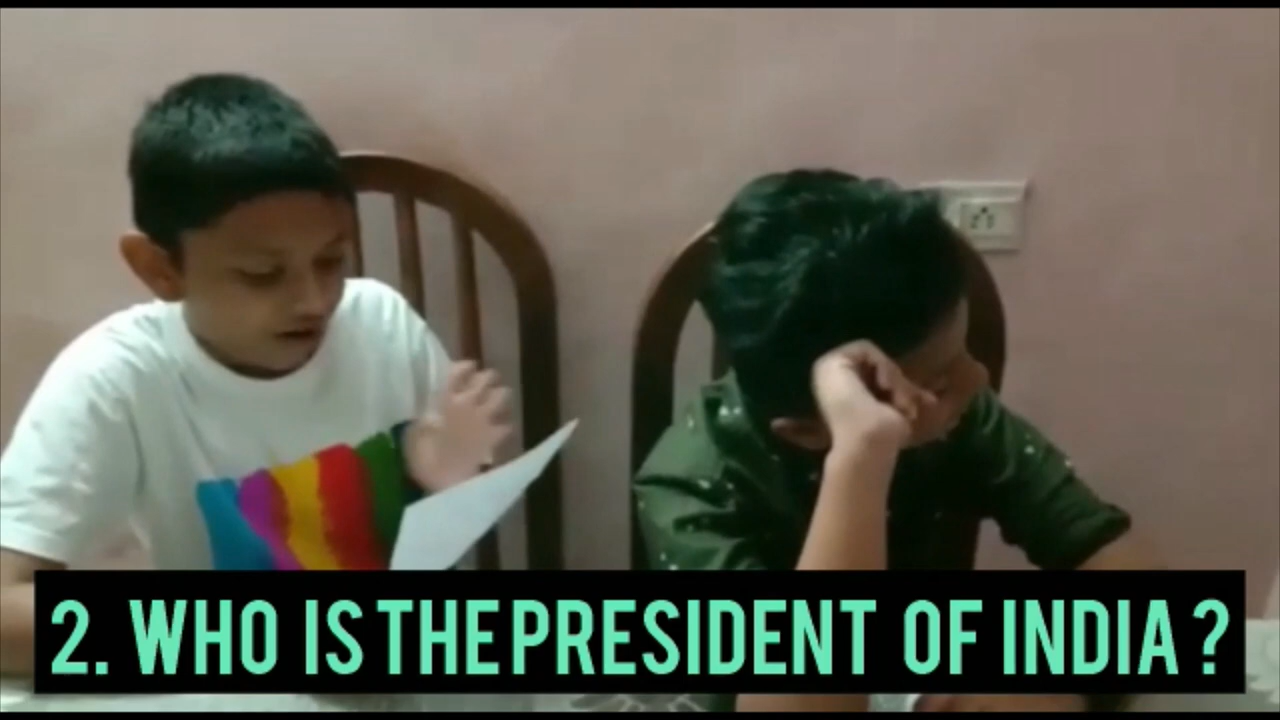 2. WHO IS THE PRESIDENT OF INDIA ?